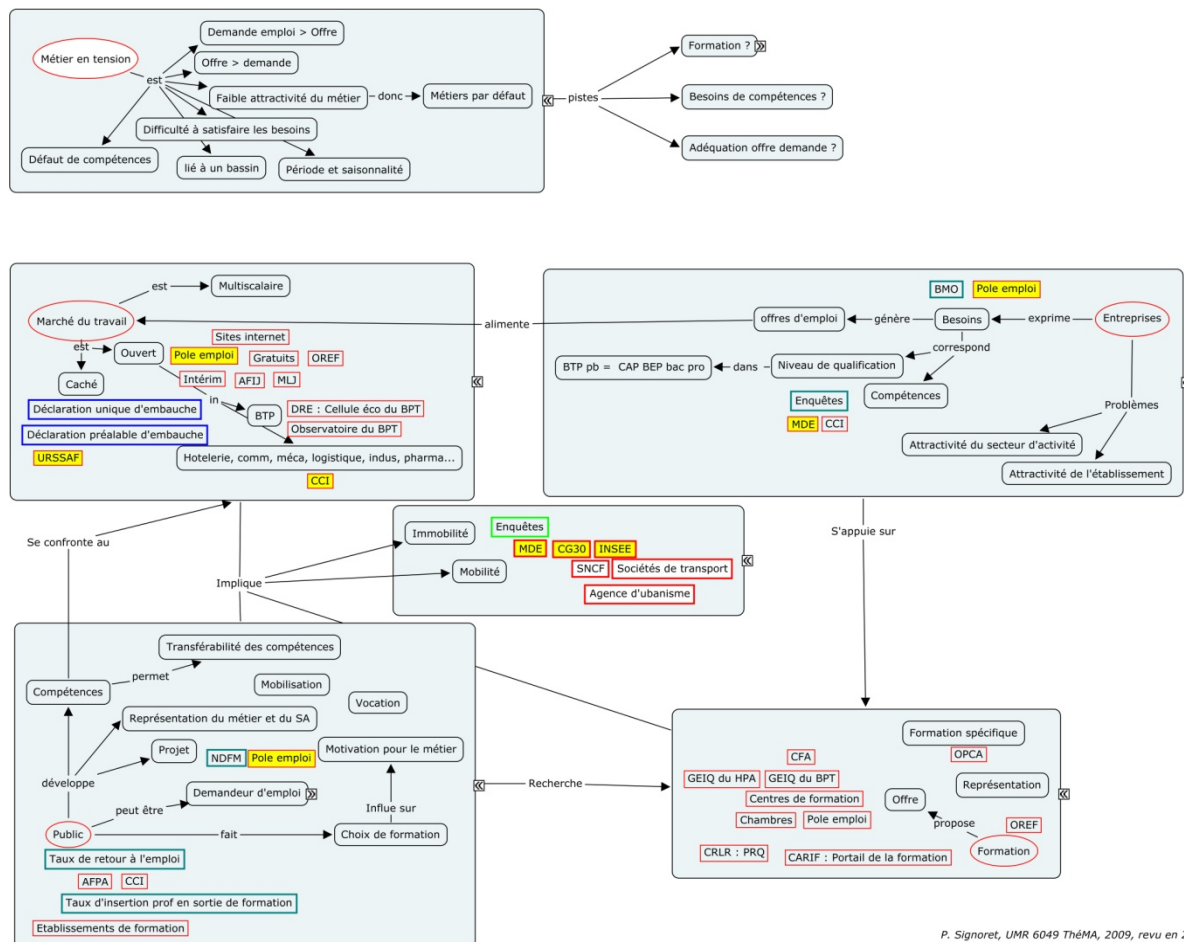 Métier en tension
est
Demande emploi > Offre
Offre > demande
Faible attractivité du métier
donc
Métiers par défaut
Difficulté à satisfaire les besoins
Défaut de compétences
lié à un bassin
Période et saisonnalité
pistes
Formation ?
Besoins de compétences ?
Adéquation offre demande ?
Marché du travail
est
Multiscalaire
est
Ouvert
Caché
Sites internet
Pole emploi
Gratuits
OREF
Intérim
AFIJ
MLJ
in
BTP
DRE : Cellule éco du BPT
Observatoire du BPT
Déclaration unique d'embauche
Déclaration préalable d'embauche
URSSAF
Hotelerie, comm, méca, logistique, indus, pharma...
CCI
alimente
BMO
Pole emploi
offres d'emploi
génère
Besoins
exprime
Entreprises
correspond
BTP pb = CAP BEP bac pro
dans
Niveau de qualification
Compétences
Enquêtes
MDE
CCI
Problèmes
Attractivité du secteur d'activité
Attractivité de l'établissement
Se confronte au
Implique
Immobilité
Mobilité
Enquêtes
MDE
CG30
INSEE
SNCF
Sociétés de transport
Agence d'ubanisme
S'appuie sur
Transférabilité des compétences
Compétences
permet
Mobilisation
Vocation
Représentation du métier et du SA
Projet
NDFM
Pole emploi
Motivation pour le métier
développe
peut être
Demandeur d'emploi
Influe sur
Public
fait
Choix de formation
Taux de retour à l'emploi
AFPA
CCI
Taux d'insertion prof en sortie de formation
Etablissements de formation
Recherche
Formation spécifique
OPCA
CFA
GEIQ du HPA
GEIQ du BPT
Centres de formation
Chambres
Pole emploi
Représentation
Offre
propose
OREF
Formation
CRLR : PRQ
CARIF : Portail de la formation
P. Signoret, UMR 6049 ThéMA, 2009, revu en 2